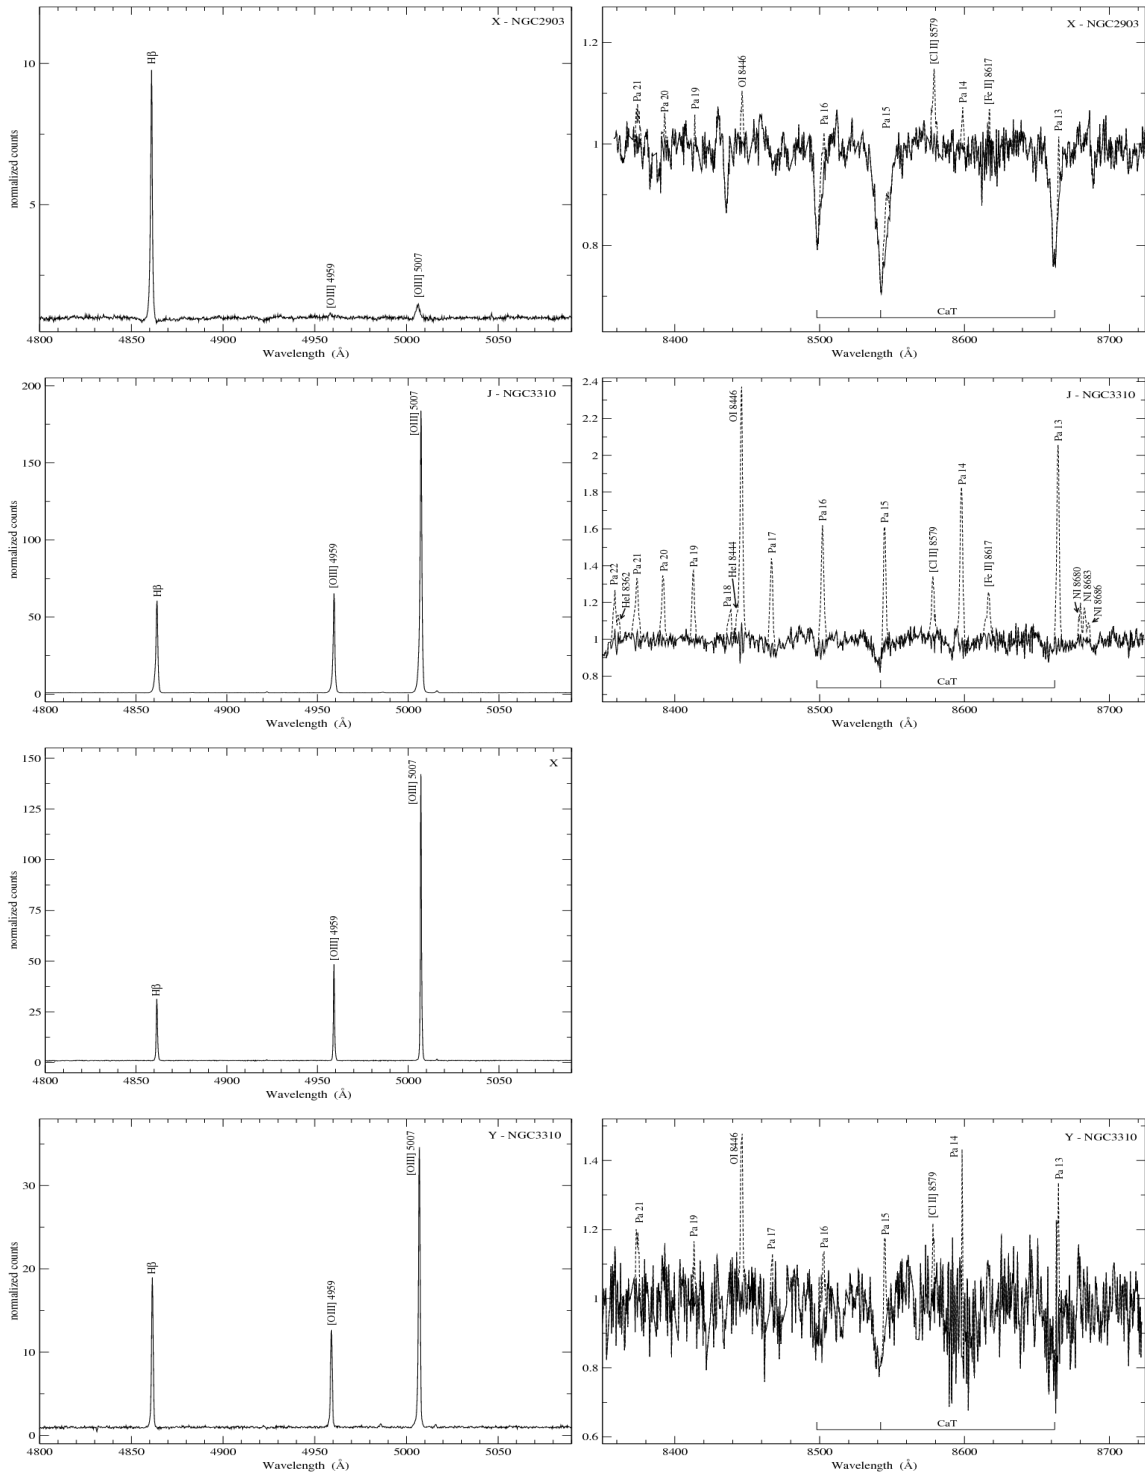 X - NGC2903
Hβ
[OIII] 4959
[OIII] 5007
normalized counts
10
5
4800 4850 4900 4950 5000 5050
Wavelength (Å)
X - NGC2903
Pa 21
Pa 20
Pa 19
OI 8446
Pa 16
Pa 15
[Cl II] 8579
Pa 14
[Fe II] 8617
Pa 13
1.2
1
0.8
CaT
8400 8500 8600 8700
Wavelength (Å)
J - NGC3310
Hβ
[OIII] 4959
[OIII] 5007
normalized counts
200
150
100
50
0
4800 4850 4900 4950 5000 5050
Wavelength (Å)
J - NGC3310
Pa 22
HeI 8362
Pa 21
Pa 20
Pa 19
Pa 18
HeI 8444
OI 8446
Pa 17
Pa 16
Pa 15
[Cl II] 8579
Pa 14
[Fe II] 8617
Pa 13
NI 8680
NI 8683
NI 8686
2.4
2.2
2
1.8
1.6
1.4
1.2
1
0.8
CaT
8400 8500 8600 8700
Wavelength (Å)
X
Hβ
[OIII] 4959
[OIII] 5007
normalized counts
150
125
100
75
50
25
0
4800 4850 4900 4950 5000 5050
Wavelength (Å)
Y - NGC3310
Hβ
[OIII] 4959
[OIII] 5007
normalized counts
30
20
10
0
4800 4850 4900 4950 5000 5050
Wavelength (Å)
Y - NGC3310
Pa 21
Pa 19
OI 8446
Pa 17
Pa 16
Pa 15
[Cl II] 8579
Pa 14
Pa 13
1.4
1.2
1
0.8
0.6
CaT
8400 8500 8600 8700
Wavelength (Å)